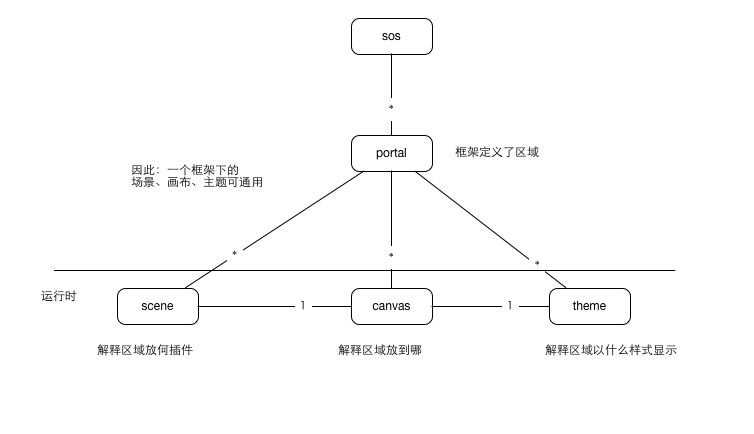 sos
*
portal
框架定义了区域
因此：一个框架下的
场景、画布、主题可通用
*
*
*
运行时
scene
1
canvas
1
theme
解释区域放何插件
解释区域放到哪
解释区域以什么样式显示